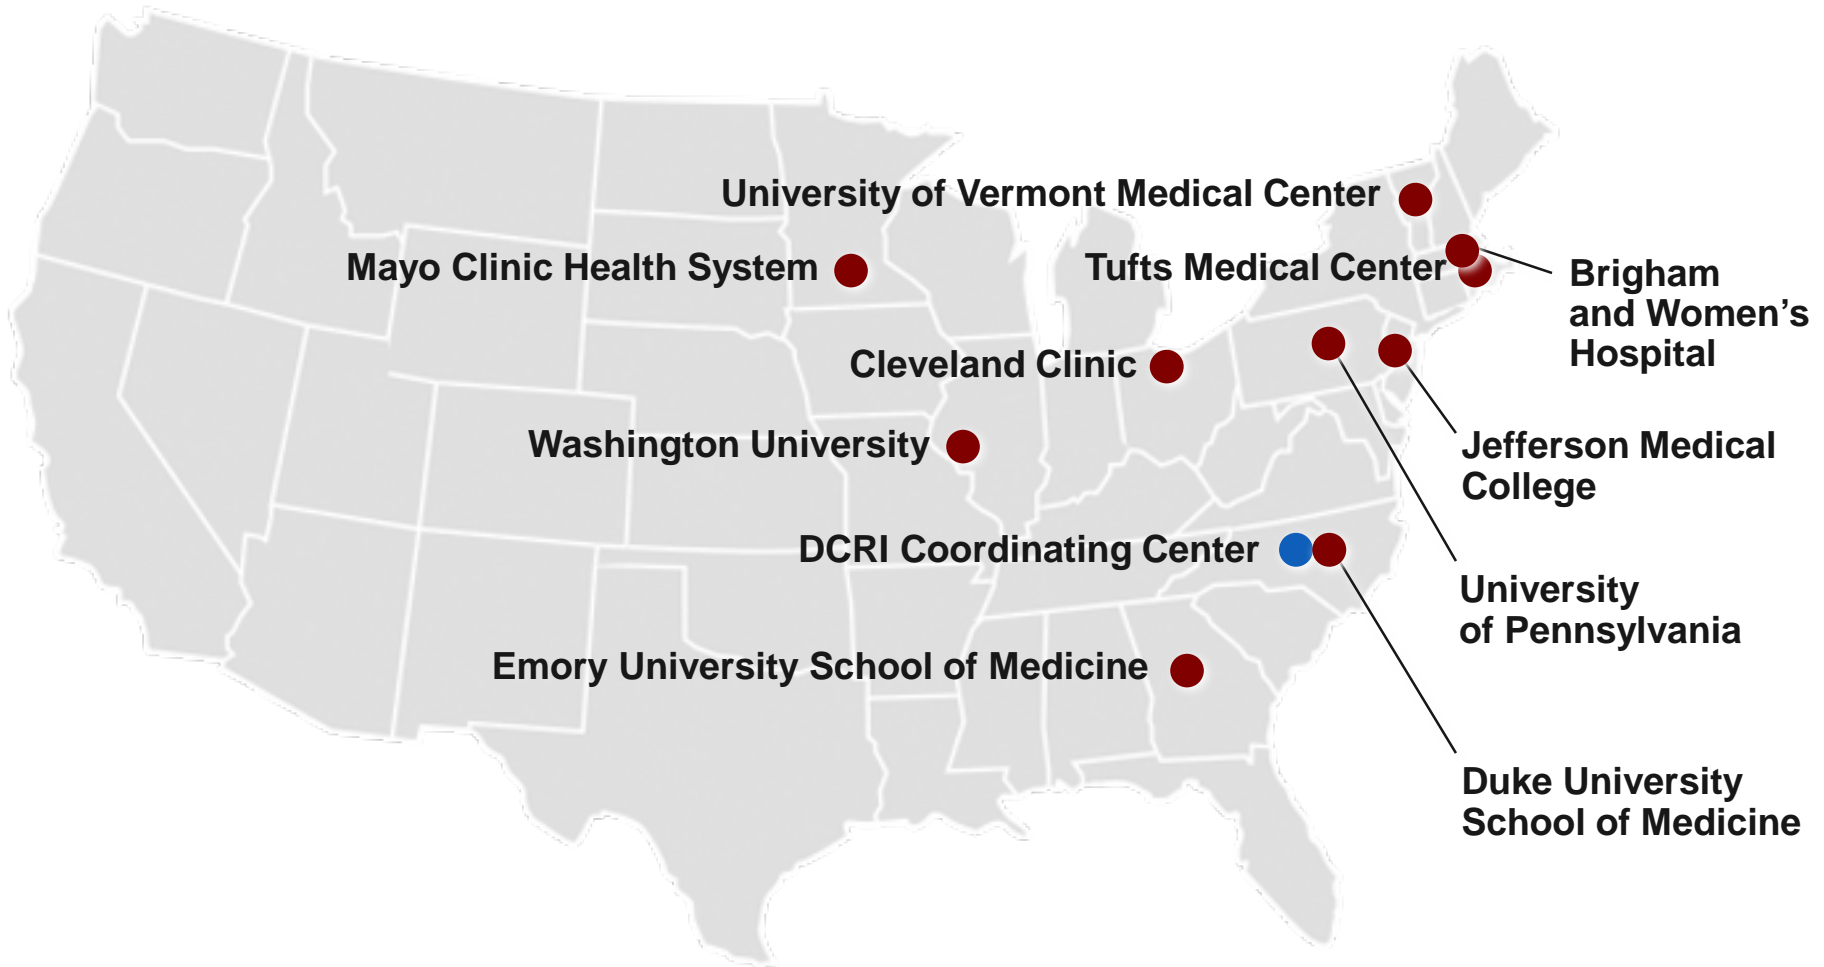 University of Vermont Medical Center
Mayo Clinic Health System
Tufts Medical Center
Brigham
and Women’s
Hospital
Cleveland Clinic
Jefferson Medical
College
Washington University
DCRI Coordinating Center
University
of Pennsylvania
Emory University School of Medicine
Duke University
School of Medicine